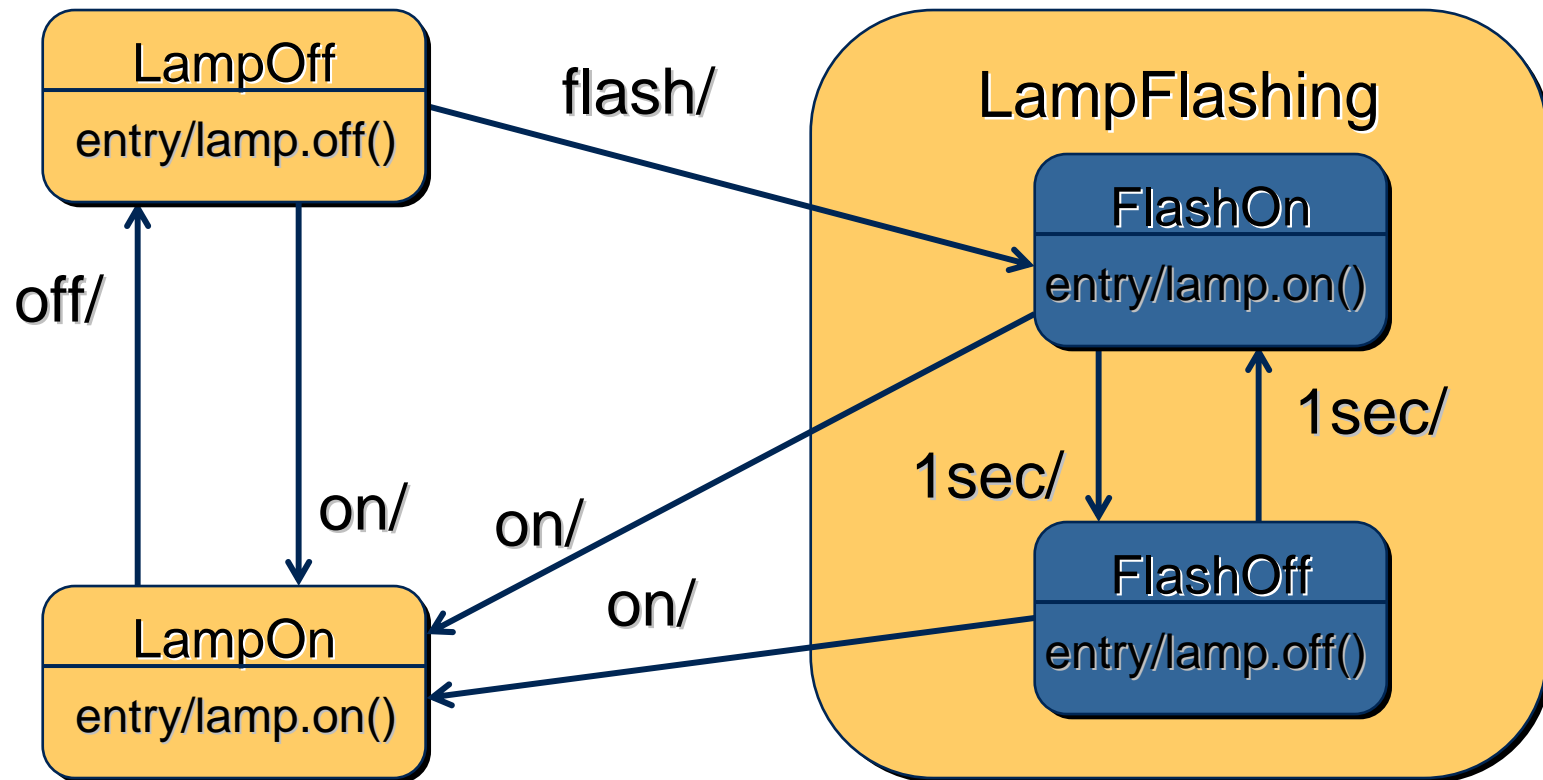 LampOff
entry/lamp.off()
flash/
LampFlashing
FlashOn
entry/lamp.on()
off/
on/
on/
1sec/
1sec/
on/
FlashOff
entry/lamp.off()
LampOn
entry/lamp.on()